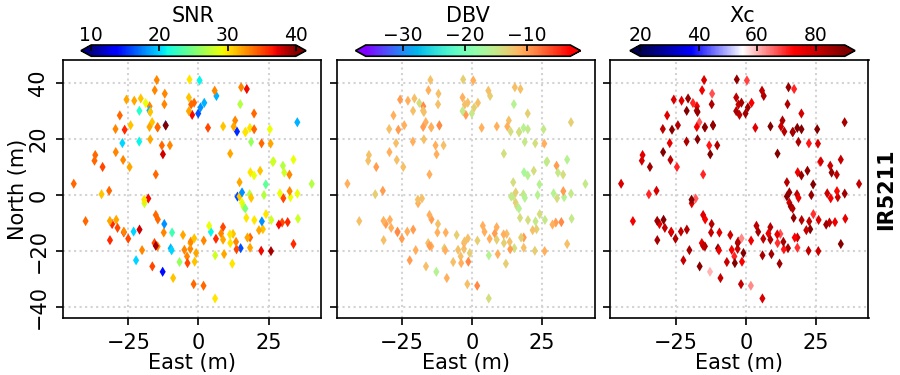 SNR DBV Xc
10 20 30 40 −30 −20 −10 20 40 60 80
40
20
0
−20
−40
North (m)
−25 0 25 −25 0 25 −25 0 25
East (m) East (m) East (m)
IR5211